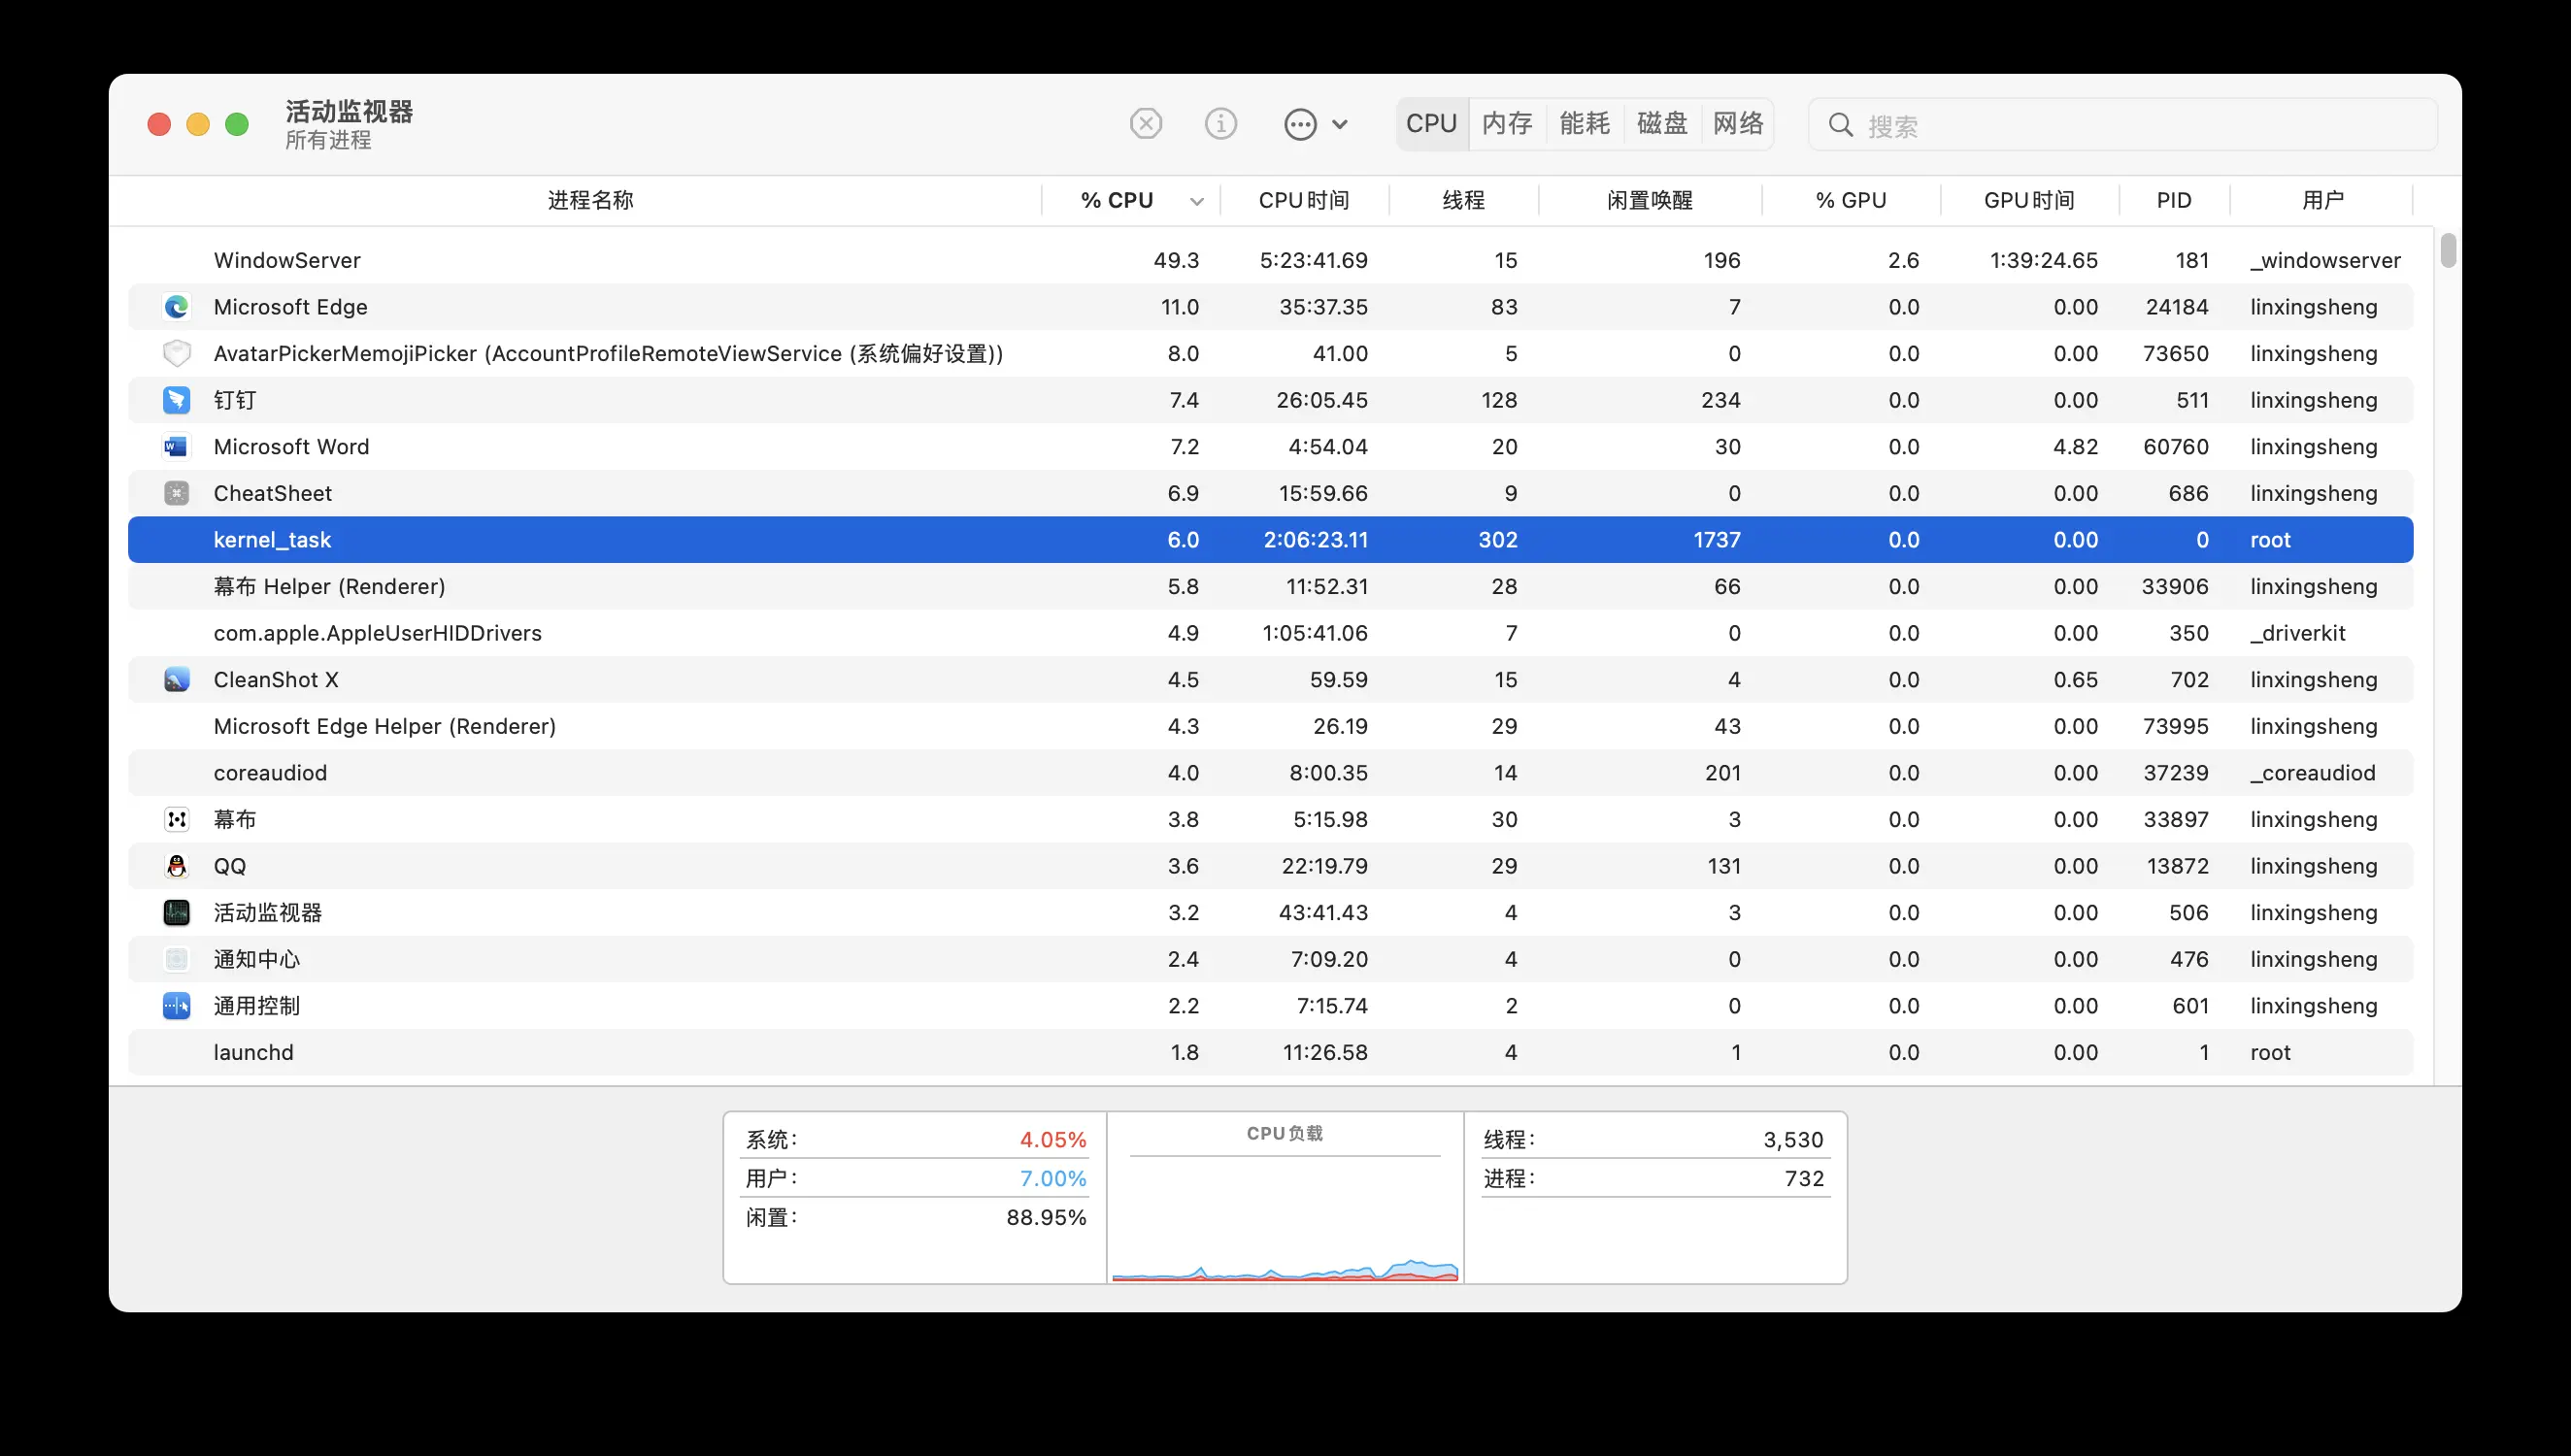 活动监视器
所有进程
CPU 内存 能耗 磁盘 网络 搜索
进程名称 % CPU CPU时间 线程 闲置唤醒 % GPU GPU时间 PID 用户
WindowServer 49.3 5:23:41.69 15 196 2.6 1:39:24.65 181 _windowserver
Microsoft Edge 11.0 35:37.35 83 7 0.0 0.00 24184 linxingsheng
AvatarPickerMemojiPicker (AccountProfileRemoteViewService (系统偏好设置)) 8.0 41.00 5 0 0.0 0.00 73650 linxingsheng
钉钉 7.4 26:05.45 128 234 0.0 0.00 511 linxingsheng
Microsoft Word 7.2 4:54.04 20 30 0.0 4.82 60760 linxingsheng
CheatSheet 6.9 15:59.66 9 0 0.0 0.00 686 linxingsheng
kernel_task 6.0 2:06:23.11 302 1737 0.0 0.00 0 root
幕布 Helper (Renderer) 5.8 11:52.31 28 66 0.0 0.00 33906 linxingsheng
com.apple.AppleUserHIDDrivers 4.9 1:05:41.06 7 0 0.0 0.00 350 _driverkit
CleanShot X 4.5 59.59 15 4 0.0 0.65 702 linxingsheng
Microsoft Edge Helper (Renderer) 4.3 26.19 29 43 0.0 0.00 73995 linxingsheng
coreaudiod 4.0 8:00.35 14 201 0.0 0.00 37239 _coreaudiod
幕布 3.8 5:15.98 30 3 0.0 0.00 33897 linxingsheng
QQ 3.6 22:19.79 29 131 0.0 0.00 13872 linxingsheng
活动监视器 3.2 43:41.43 4 3 0.0 0.00 506 linxingsheng
通知中心 2.4 7:09.20 4 0 0.0 0.00 476 linxingsheng
通用控制 2.2 7:15.74 2 0 0.0 0.00 601 linxingsheng
launchd 1.8 11:26.58 4 1 0.0 0.00 1 root
系统: 4.05% CPU负载 线程: 3,530
用户: 7.00% 进程: 732
闲置: 88.95%